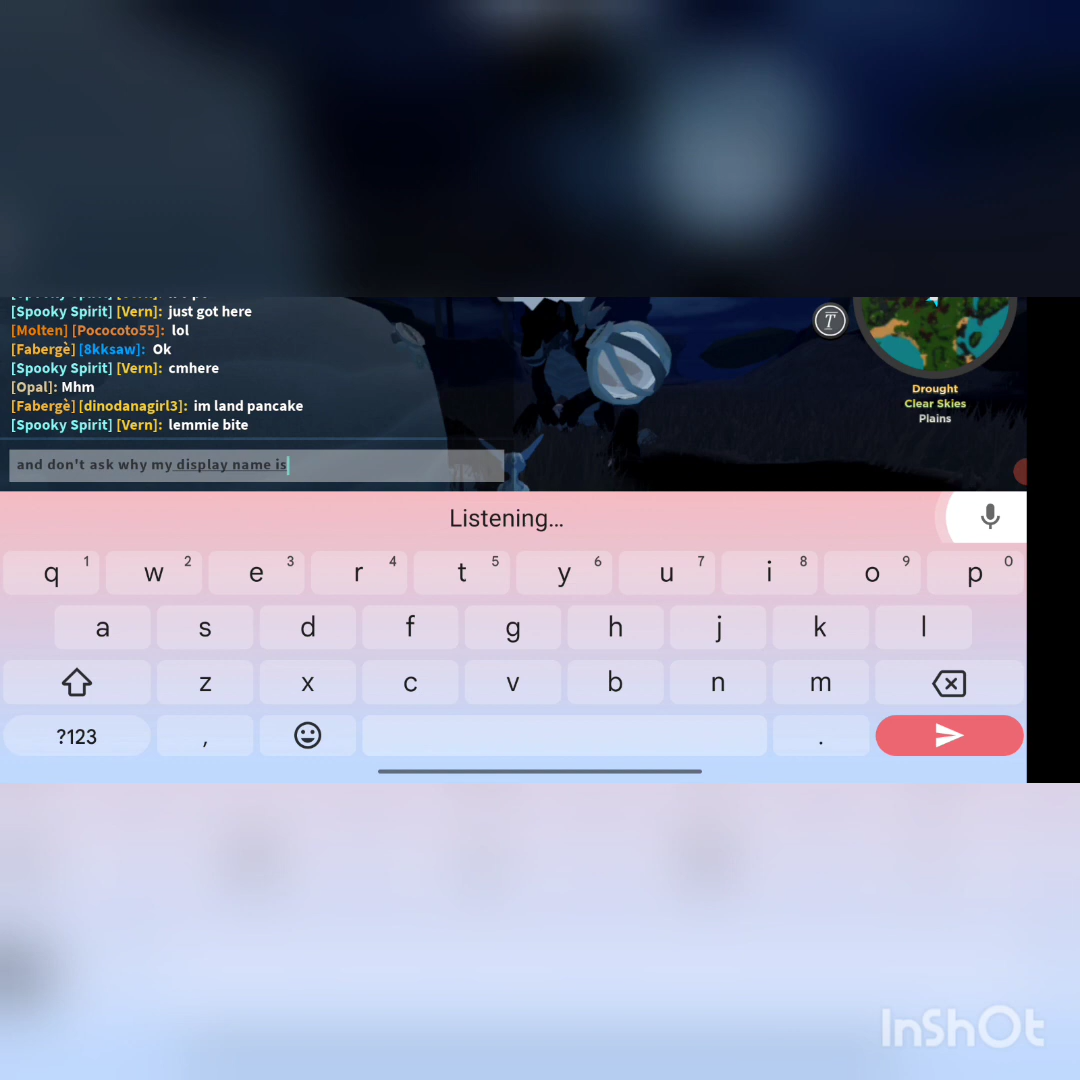 [Spooky Spirit] [Vern]: just got here
[Molten] [Pococoto55]: lol
[Fabergè] [8kksaw]: Ok
[Spooky Spirit] [Vern]: cmhere
[Opal]: Mhm
[Fabergè] [dinodanagirl3]: im land pancake
[Spooky Spirit] [Vern]: lemmie bite
T
Drought
Clear Skies
Plains
and don't ask why my display name is
Listening...
q 1 w 2 e 3 r 4 t 5 y 6 u 7 i 8 o 9 p 0
a s d f g h j k l
z x c v b n m
?123 , .
InShOt